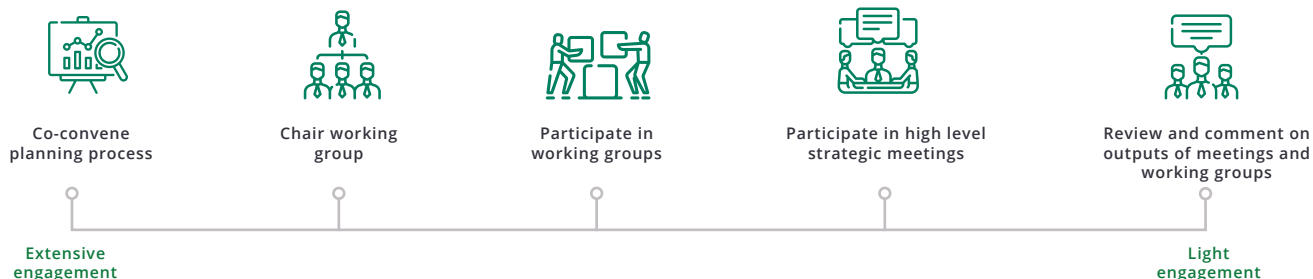 Co-convene
planning process
Chair working
group
Participate in
working groups
Participate in high level
strategic meetings
Review and comment on
outputs of meetings and
working groups
Extensive
engagement
Light
engagement